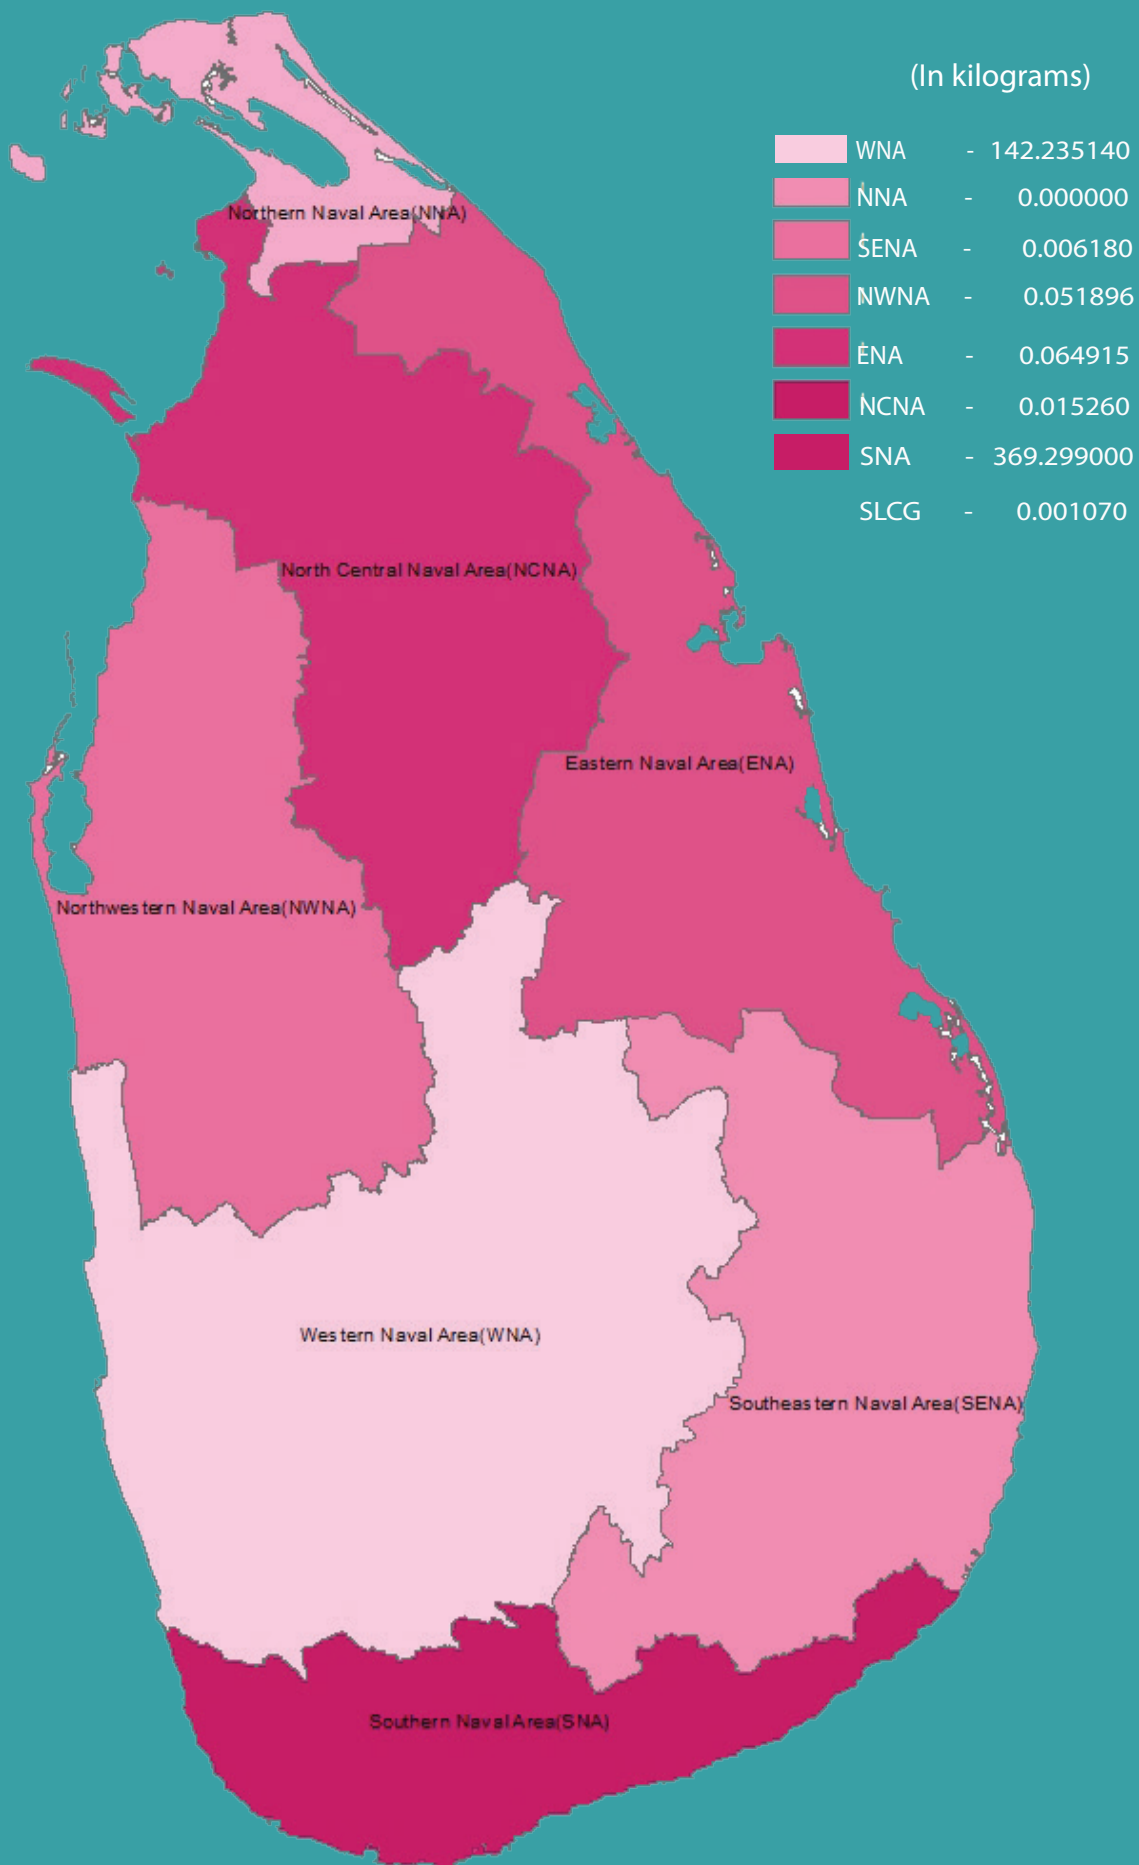 (In kilograms)
WNA - 142.235140
NNA - 0.000000
SENA - 0.006180
NWNA - 0.051896
ENA - 0.064915
NCNA - 0.015260
SNA - 369.299000
SLCG - 0.001070
Northern Naval Area(NNA)
North Central Naval Area(NCNA)
Eastern Naval Area(ENA)
Northwestern Naval Area(NWNA)
Western Naval Area(WNA)
Southeastern Naval Area(SENA)
Southern Naval Area(SNA)